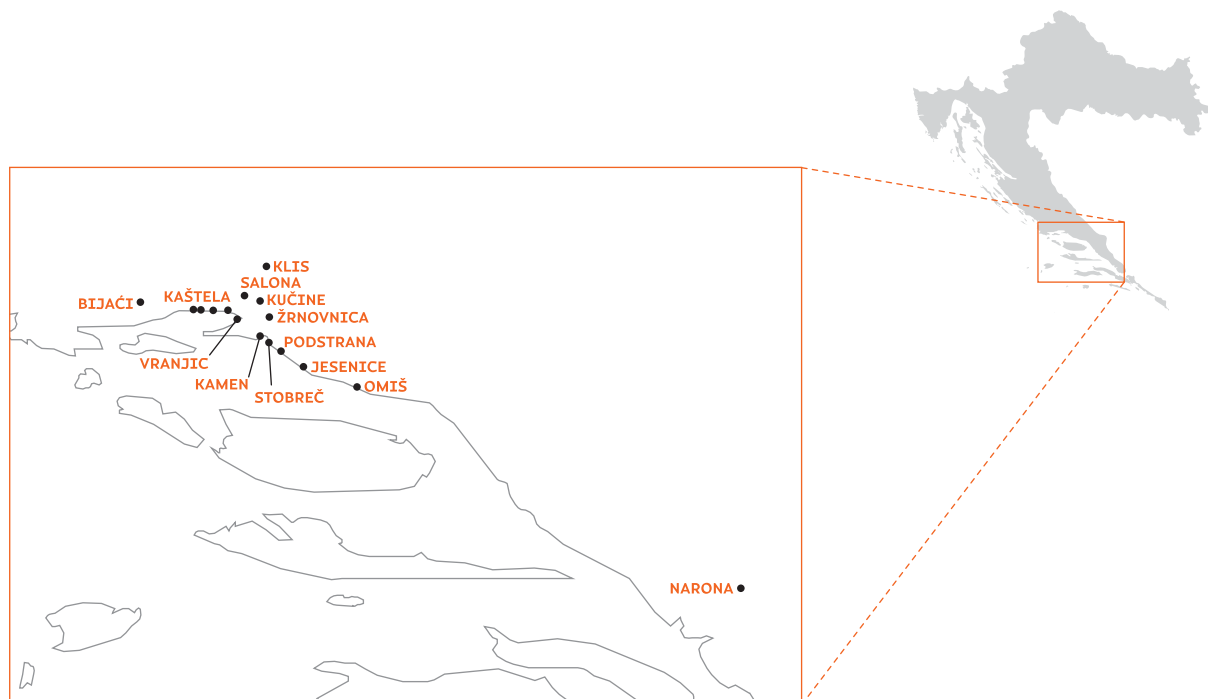 KLIS
SALONA
KAŠTELA
KUČINE
BIJAĆI
ŽRNOVNICA
PODSTRANA
VRANJIC
JESENICE
KAMEN
OMIŠ
STOBREČ
NARONA